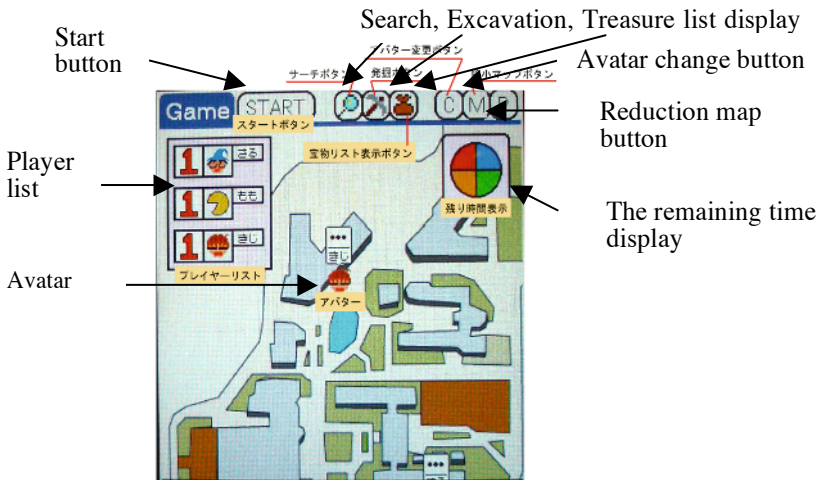 Search, Excavation, Treasure list display
Start
button
アバター変更ボタン
Avatar change button
サーチボタン
発掘ボタン
小マップボタン
Game
START
C
M
スタートボタン
Reduction map
button
宝物リスト表示ボタン
Player
list
1
さる
1
もも
1
きじ
プレイヤーリスト
残り時間表示
The remaining time
display
•••
きじ
Avatar
アバター
•••